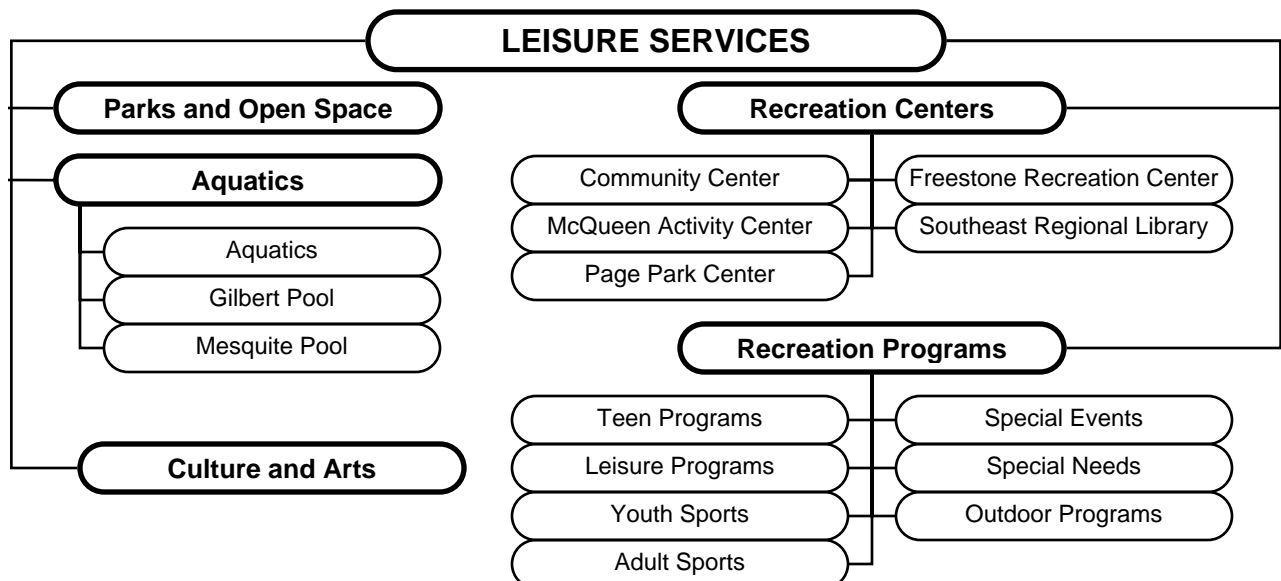 LEISURE SERVICES
Parks and Open Space
Aquatics
Aquatics
Gilbert Pool
Mesquite Pool
Culture and Arts
Recreation Centers
Community Center
Freestone Recreation Center
McQueen Activity Center
Southeast Regional Library
Page Park Center
Recreation Programs
Teen Programs
Special Events
Leisure Programs
Special Needs
Youth Sports
Outdoor Programs
Adult Sports